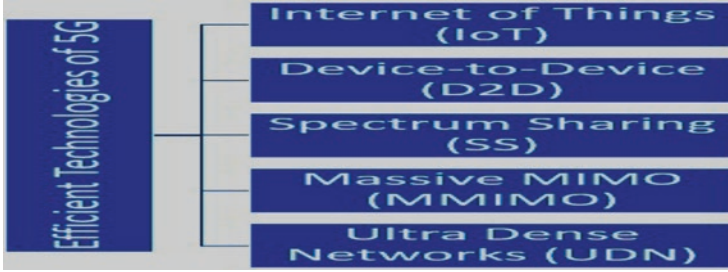 Efficient Technologies of 5G
Internet of Things
(IoT)
Device-to-Device
(D2D)
Spectrum Sharing
(SS)
Massive MIMO
(MMIMO)
Ultra Dense
Networks (UDN)